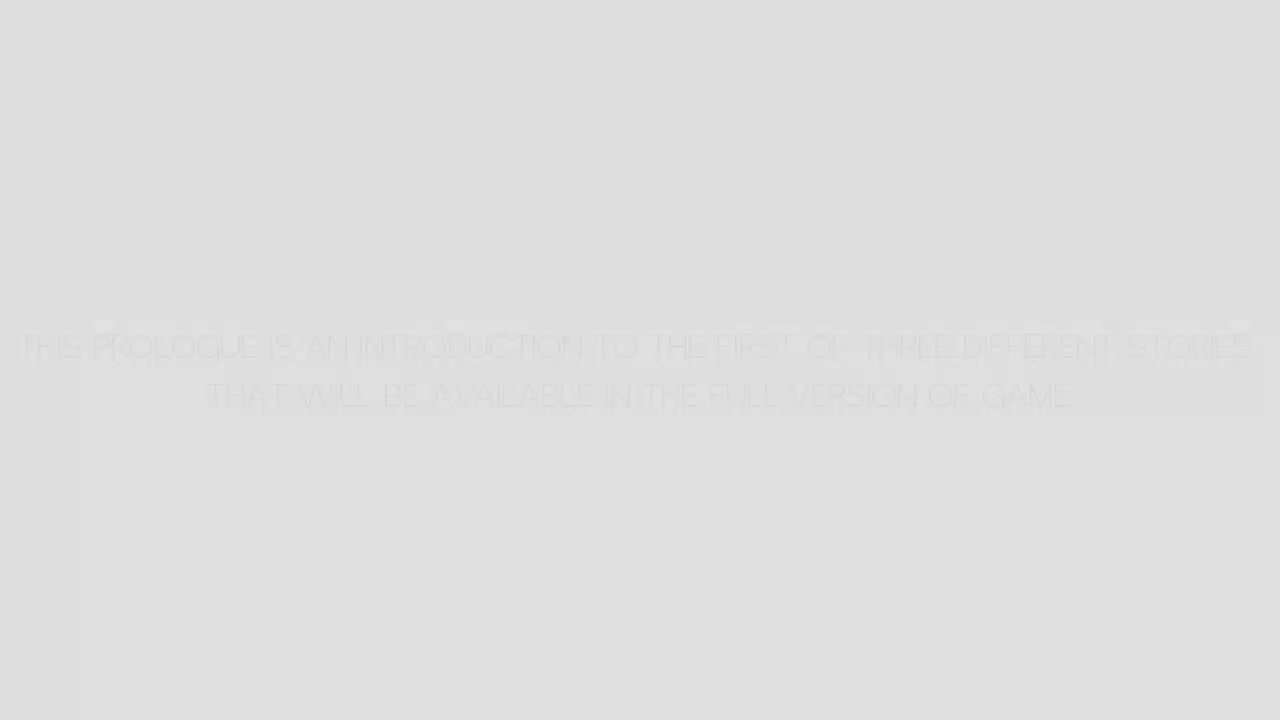 THIS PROLOGUE IS AN INTRODUCTION TO THE FIRST OF THREE DIFFERENT STORIES
THAT WILL BE AVAILABLE IN THE FULL VERSION OF GAME